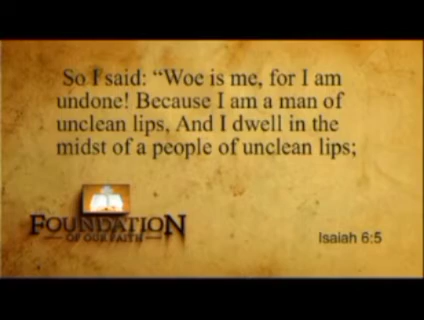 So I said: “Woe is me, for I am
undone! Because I am a man of
unclean lips, And I dwell in the
midst of a people of unclean lips;
FOUNDATION
OF OUR FAITH
Isaiah 6:5